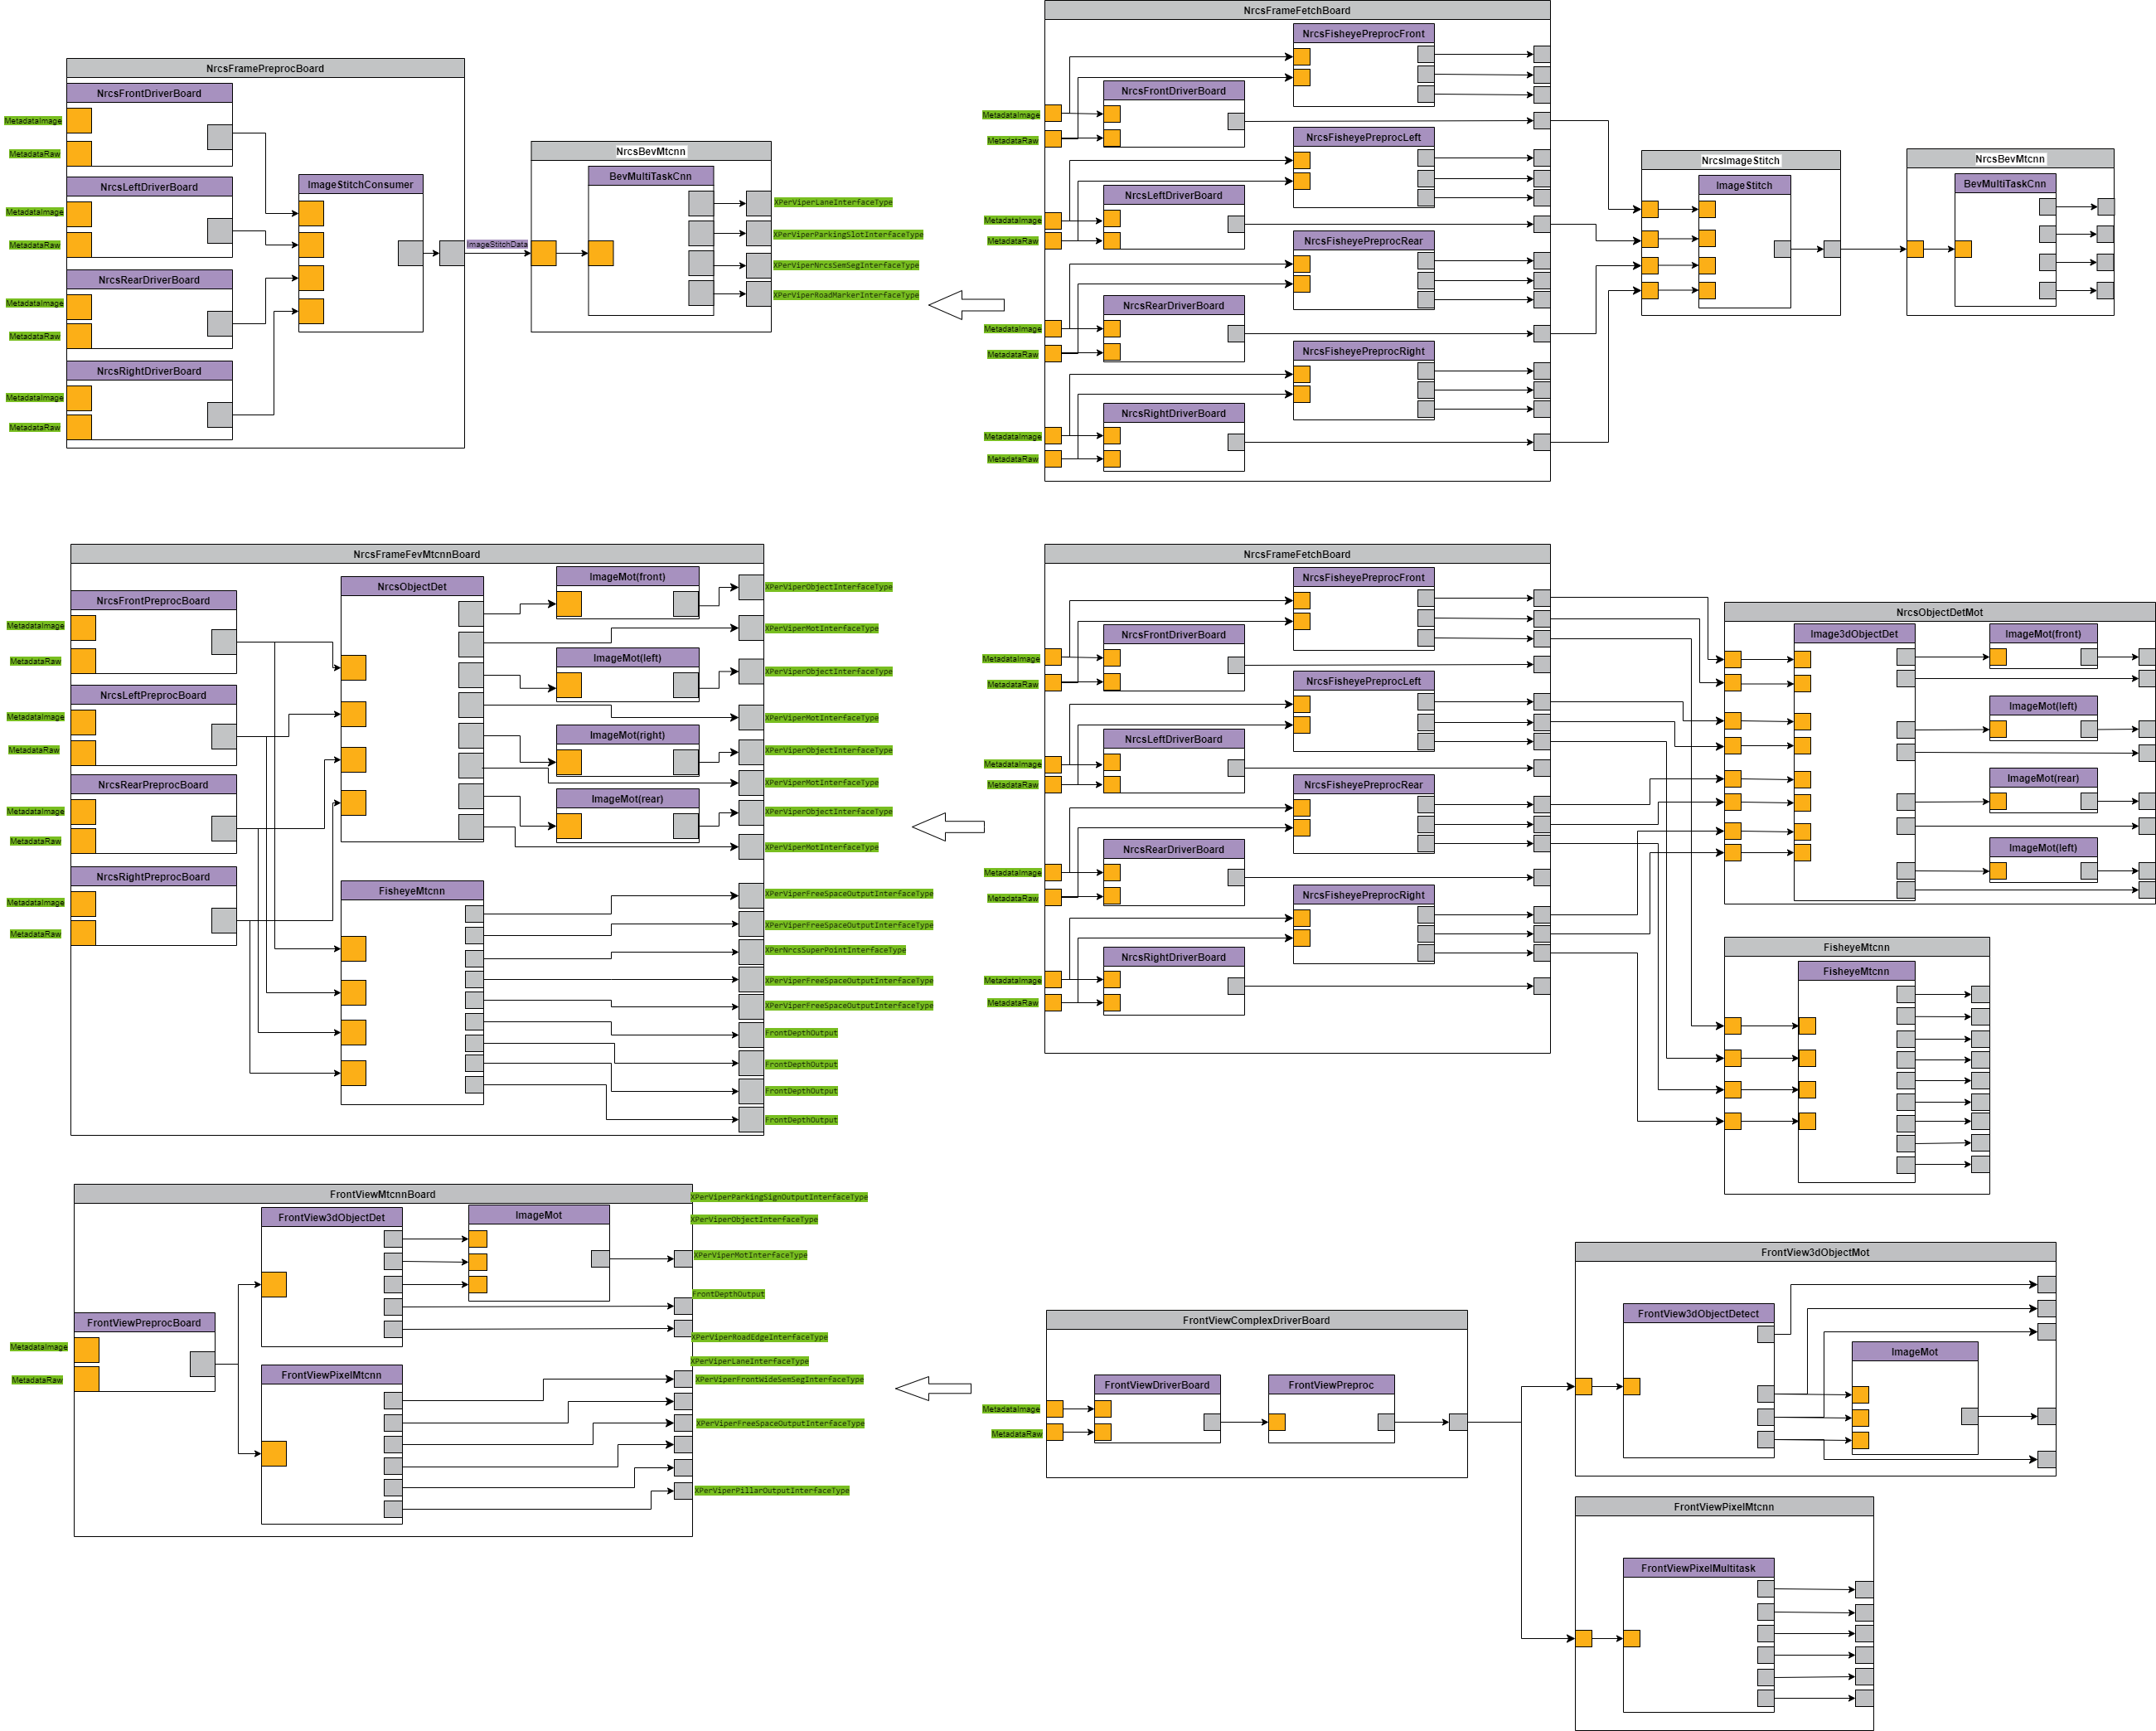 NrcsFramePreprocBoard
NrcsFrontDriverBoard
MetadataImage
MetadataRaw
NrcsLeftDriverBoard
MetadataImage
MetadataRaw
NrcsRearDriverBoard
MetadataImage
MetadataRaw
NrcsRightDriverBoard
MetadataImage
MetadataRaw
ImageStitchConsumer
ImageStitchData
NrcsBevMtcnn
BevMultiTaskCnn
XPerViperLaneInterfaceType
XPerViperParkingSlotInterfaceType
XPerViperNrcsSemSegInterfaceType
XPerViperRoadMarkerInterfaceType
NrcsFrameFetchBoard
NrcsFisheyePreprocFront
NrcsFrontDriverBoard
MetadataImage
MetadataRaw
NrcsFisheyePreprocLeft
NrcsLeftDriverBoard
MetadataImage
MetadataRaw
NrcsFisheyePreprocRear
NrcsRearDriverBoard
MetadataImage
MetadataRaw
NrcsFisheyePreprocRight
NrcsRightDriverBoard
MetadataImage
MetadataRaw
NrcsImageStitch
ImageStitch
NrcsBevMtcnn
BevMultiTaskCnn
NrcsFrameFevMtcnnBoard
NrcsFrontPreprocBoard
MetadataImage
MetadataRaw
NrcsLeftPreprocBoard
MetadataImage
MetadataRaw
NrcsRearPreprocBoard
MetadataImage
MetadataRaw
NrcsRightPreprocBoard
MetadataImage
MetadataRaw
NrcsObjectDet
ImageMot(front)
ImageMot(left)
ImageMot(right)
ImageMot(rear)
XPerViperObjectInterfaceType
XPerViperMotInterfaceType
XPerViperObjectInterfaceType
XPerViperMotInterfaceType
XPerViperObjectInterfaceType
XPerViperMotInterfaceType
XPerViperObjectInterfaceType
XPerViperMotInterfaceType
FisheyeMtcnn
XPerViperFreeSpaceOutputInterfaceType
XPerViperFreeSpaceOutputInterfaceType
XPerNrcsSuperPointInterfaceType
XPerViperFreeSpaceOutputInterfaceType
XPerViperFreeSpaceOutputInterfaceType
FrontDepthOutput
FrontDepthOutput
FrontDepthOutput
FrontDepthOutput
NrcsFrameFetchBoard
NrcsFisheyePreprocFront
NrcsFrontDriverBoard
MetadataImage
MetadataRaw
NrcsFisheyePreprocLeft
NrcsLeftDriverBoard
MetadataImage
MetadataRaw
NrcsFisheyePreprocRear
NrcsRearDriverBoard
MetadataImage
MetadataRaw
NrcsFisheyePreprocRight
NrcsRightDriverBoard
MetadataImage
MetadataRaw
NrcsObjectDetMot
Image3dObjectDet
ImageMot(front)
ImageMot(left)
ImageMot(rear)
ImageMot(left)
FisheyeMtcnn
FisheyeMtcnn
FrontViewMtcnnBoard
FrontViewPreprocBoard
MetadataImage
MetadataRaw
FrontView3dObjectDet
ImageMot
FrontViewPixelMtcnn
XPerViperParkingSignOutputInterfaceType
XPerViperObjectInterfaceType
XPerViperMotInterfaceType
FrontDepthOutput
XPerViperRoadEdgeInterfaceType
XPerViperLaneInterfaceType
XPerViperFrontWideSemSegInterfaceType
XPerViperFreeSpaceOutputInterfaceType
XPerViperPillarOutputInterfaceType
FrontViewComplexDriverBoard
FrontViewDriverBoard
FrontViewPreproc
MetadataImage
MetadataRaw
FrontView3dObjectMot
FrontView3dObjectDetect
ImageMot
FrontViewPixelMtcnn
FrontViewPixelMultitask